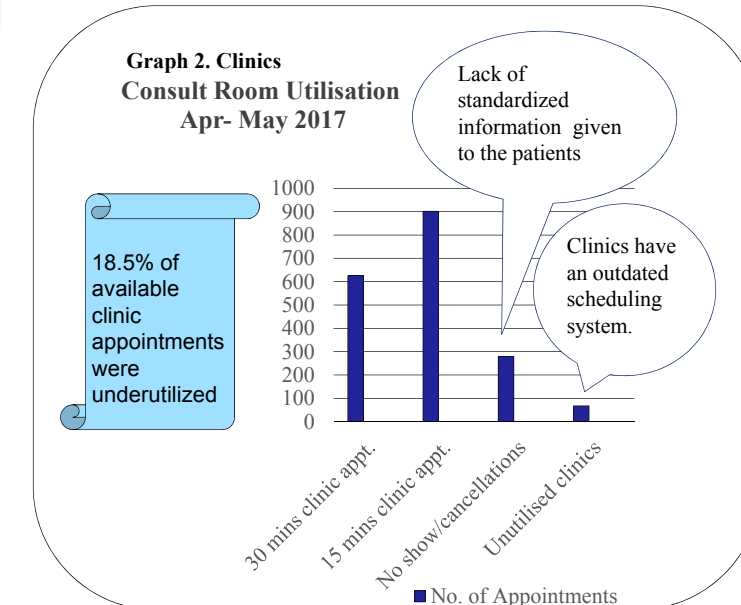 Graph 2. Clinics
Consult Room Utilisation
Apr- May 2017
Lack of
standardized
information given
to the patients
Clinics have
an outdated
scheduling
system.
18.5% of
available
clinic
appointments
were
underutilized
1000
900
800
700
600
500
400
300
200
100
0
30 mins clinic appt.
15 mins clinic appt.
No show/cancellations
Unutilised clinics
No. of Appointments